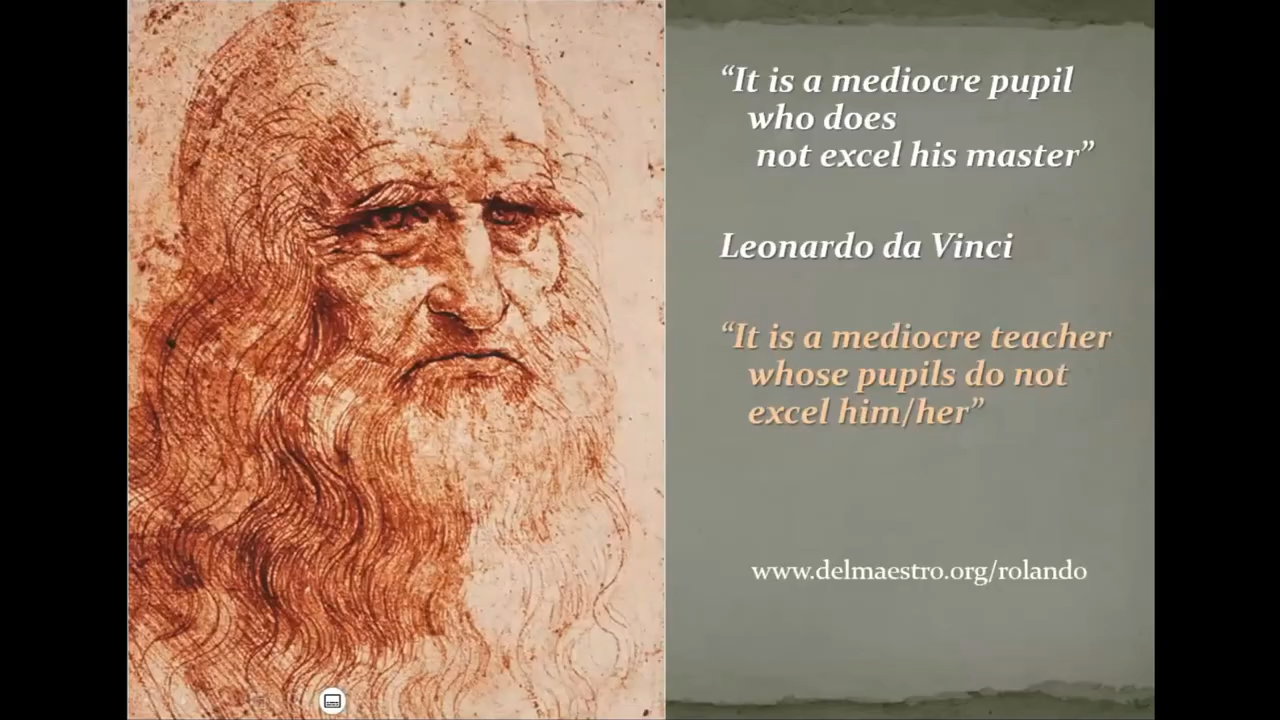 “It is a mediocre pupil
who does
not excel his master”
Leonardo da Vinci
“It is a mediocre teacher
whose pupils do not
excel him/her”
www.delmaestro.org/rolando